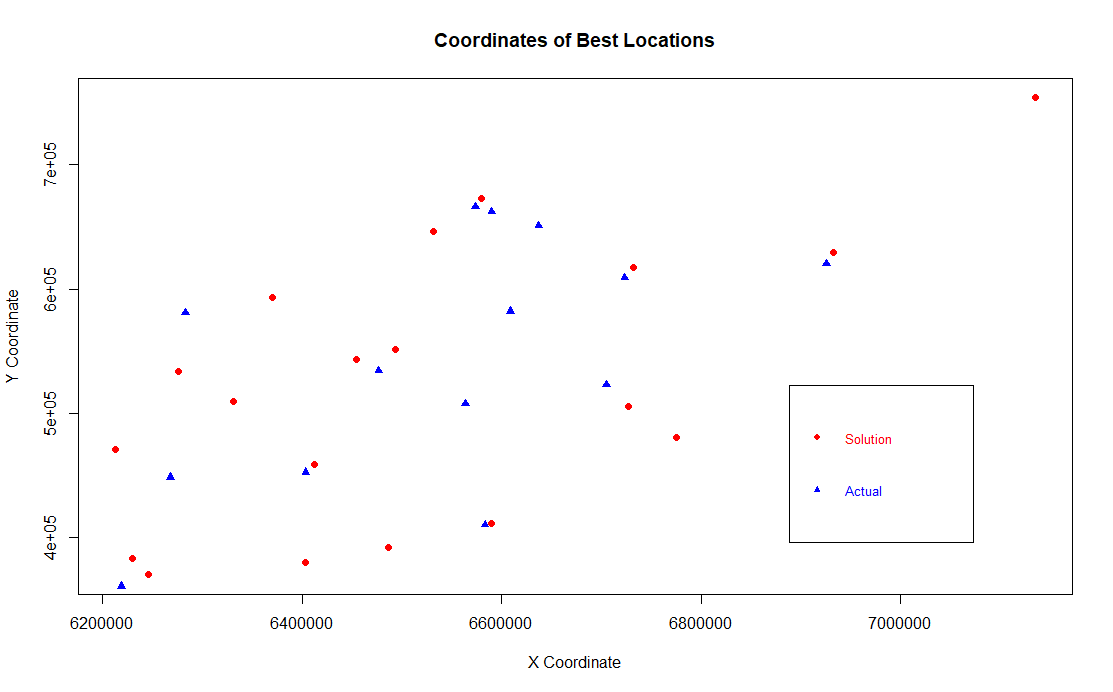 Coordinates of Best Locations
7e+05
6e+05
5e+05
4e+05
Y Coordinate
Solution
Actual
6200000 6400000 6600000 6800000 7000000
X Coordinate